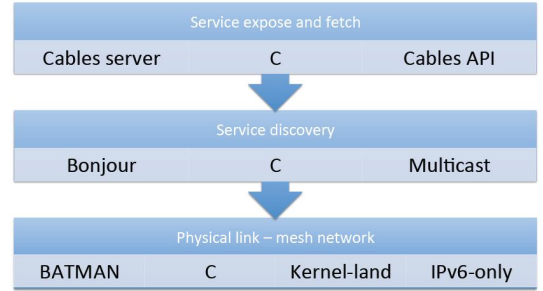 Service expose and fetch
Cables server C Cables API
Service discovery
Bonjour C Multicast
Physical link – mesh network
BATMAN C Kernel-land IPv6-only